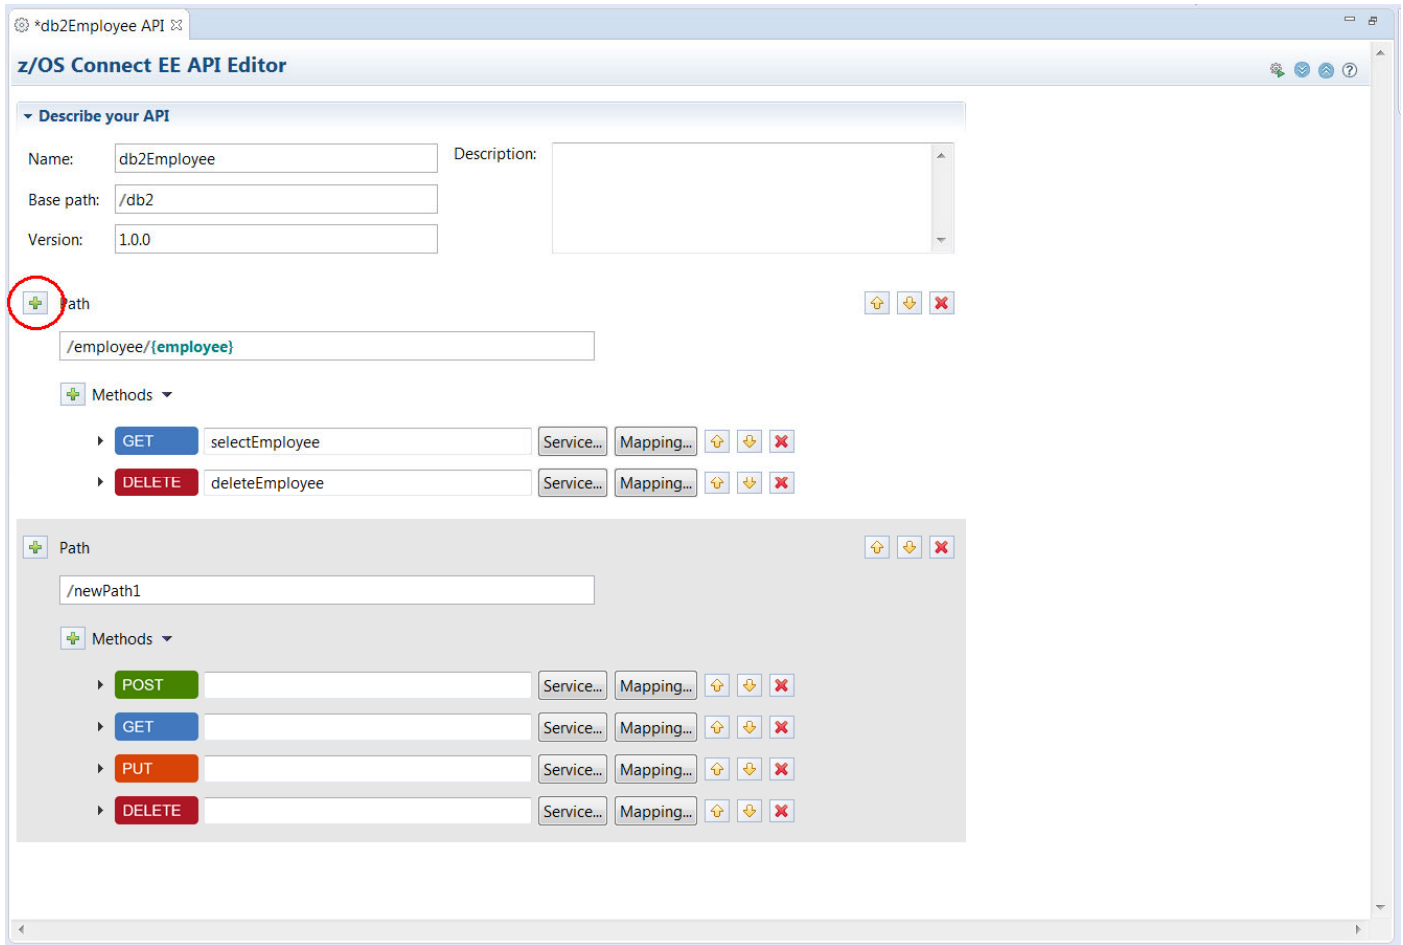 *db2Employee API
z/OS Connect EE API Editor
Describe your API
Name: db2Employee Description:
Base path: /db2
Version: 1.0.0
Path
/employee/{employee}
Methods
GET selectEmployee Service... Mapping...
DELETE deleteEmployee Service... Mapping...
Path
/newPath1
Methods
POST Service... Mapping...
GET Service... Mapping...
PUT Service... Mapping...
DELETE Service... Mapping...